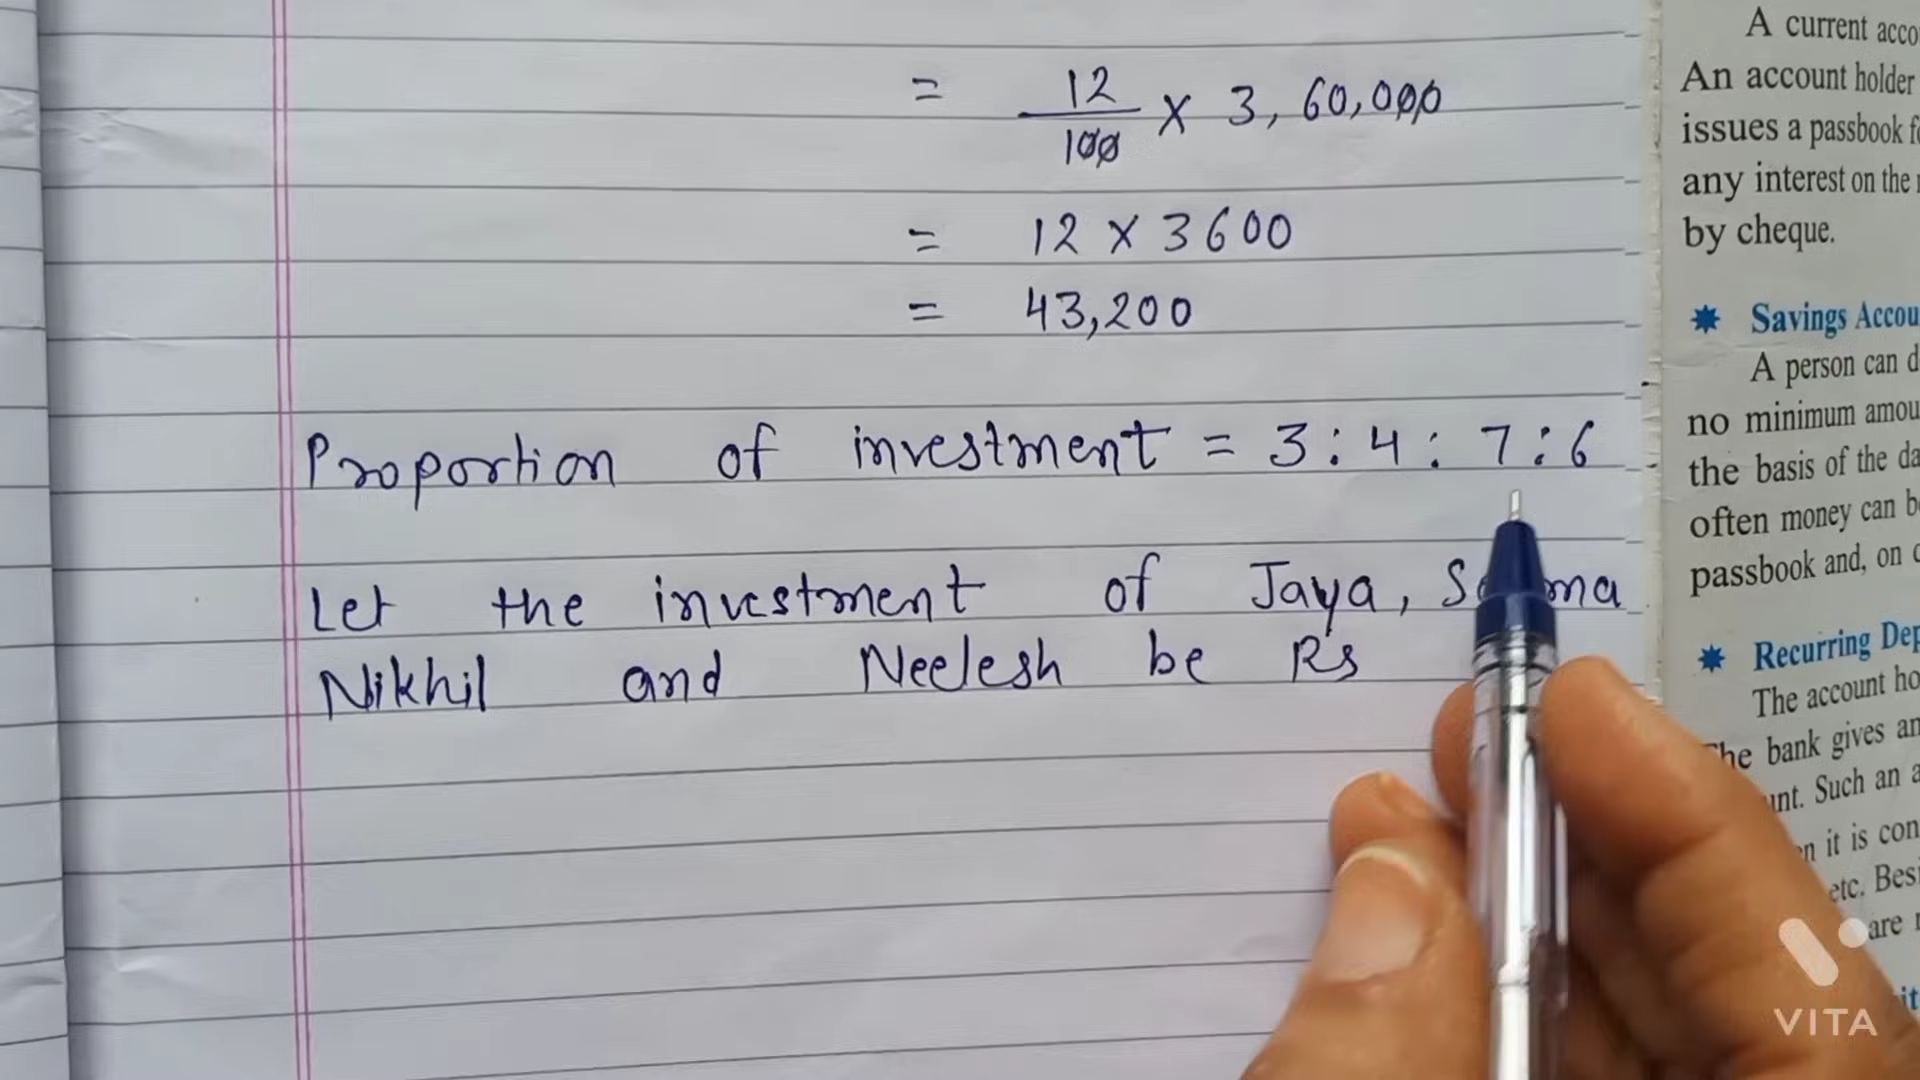 = 12/100 × 3,60,000
= 12 × 3600
= 43,200
Proportion of investment = 3 : 4 : 7 : 6
Let the investment of Jaya,
Nikhil and Neelesh be Rs
A current
An account holder
issues a passbook
any interest on the
by cheque.
✷ Savings
A person can
no minimum
the basis of the
often money can
passbook and, on
✷ Recurring
The account
bank gives
Such an
it is
etc.
are
VITA